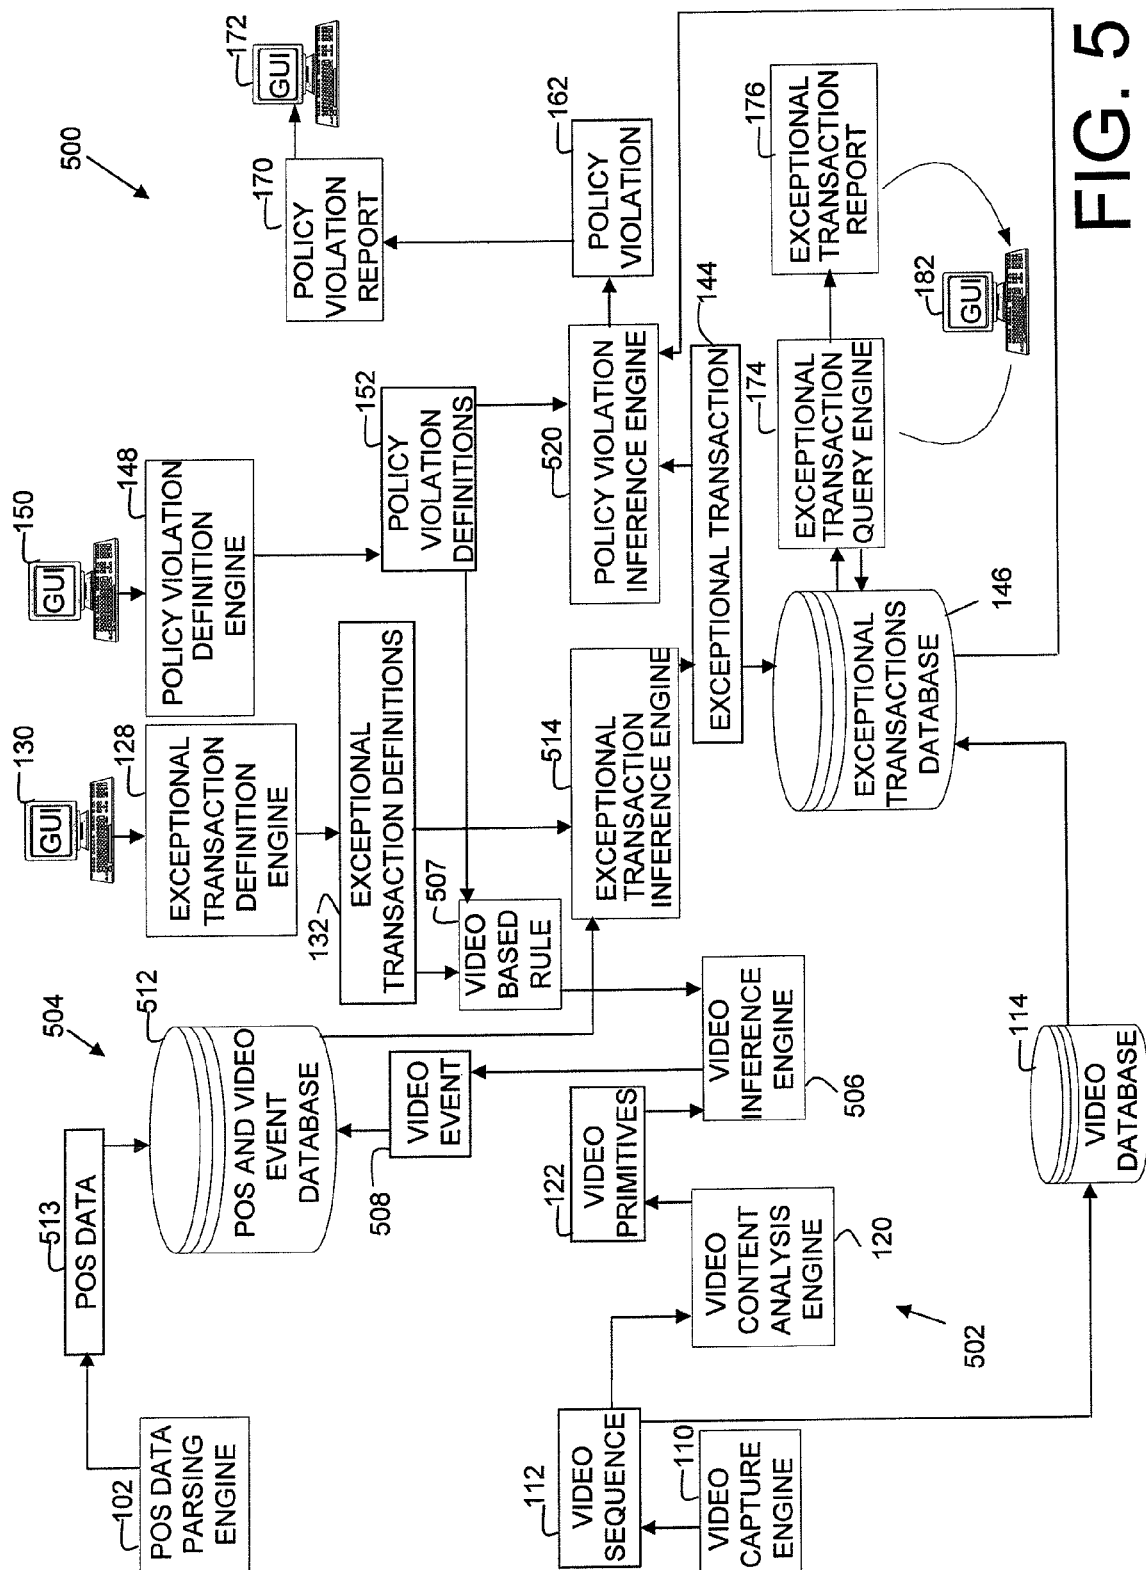 500
504
502
130
GUI
150
GUI
172
GUI
102
POS DATA
PARSING
ENGINE
513
POS DATA
512
POS AND VIDEO
EVENT
DATABASE
128
EXCEPTIONAL
TRANSACTION
DEFINITION
ENGINE
148
POLICY VIOLATION
DEFINITION
ENGINE
170
POLICY
VIOLATION
REPORT
132
EXCEPTIONAL
TRANSACTION DEFINITIONS
152
POLICY
VIOLATION
DEFINITIONS
508
VIDEO
EVENT
507
VIDEO
BASED
RULE
112
VIDEO
SEQUENCE
110
VIDEO
CAPTURE
ENGINE
122
VIDEO
PRIMITIVES
120
VIDEO
CONTENT
ANALYSIS
ENGINE
506
VIDEO
INFERENCE
ENGINE
514
EXCEPTIONAL
TRANSACTION
INFERENCE ENGINE
520
POLICY VIOLATION
INFERENCE ENGINE
162
POLICY
VIOLATION
144
EXCEPTIONAL TRANSACTION
174
EXCEPTIONAL
TRANSACTION
QUERY ENGINE
176
EXCEPTIONAL
TRANSACTION
REPORT
182
GUI
146
EXCEPTIONAL
TRANSACTIONS
DATABASE
114
VIDEO
DATABASE
FIG. 5